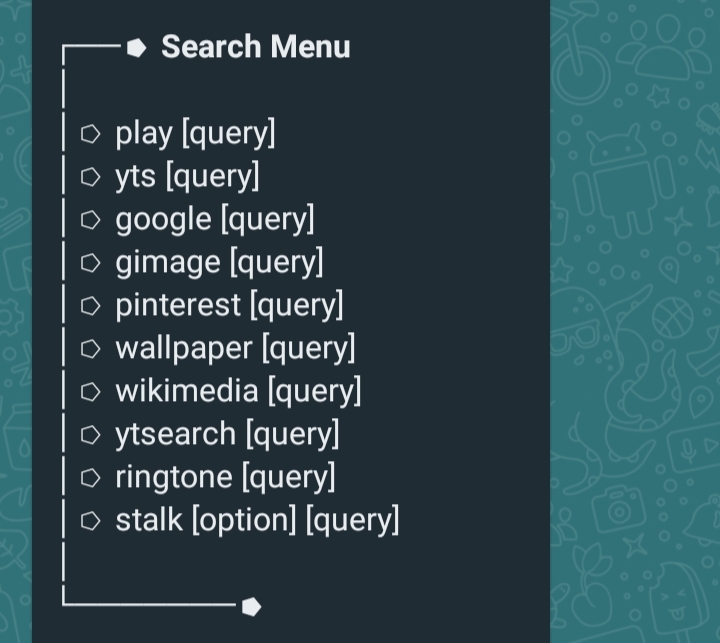 Search Menu
play [query]
yts [query]
google [query]
gimage [query]
pinterest [query]
wallpaper [query]
wikimedia [query]
ytsearch [query]
ringtone [query]
stalk [option] [query]